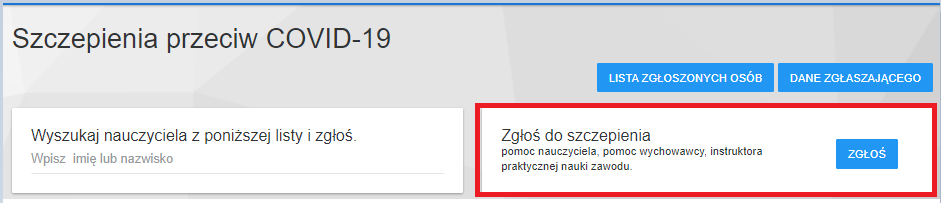 Szczepienia przeciw COVID-19
LISTA ZGŁOSZONYCH OSÓB
DANE ZGŁASZAJĄCEGO
Wyszukaj nauczyciela z poniższej listy i zgłoś.
Wpisz imię lub nazwisko
Zgłoś do szczepienia
pomoc nauczyciela, pomoc wychowawcy, instruktora
praktycznej nauki zawodu.
ZGŁOŚ